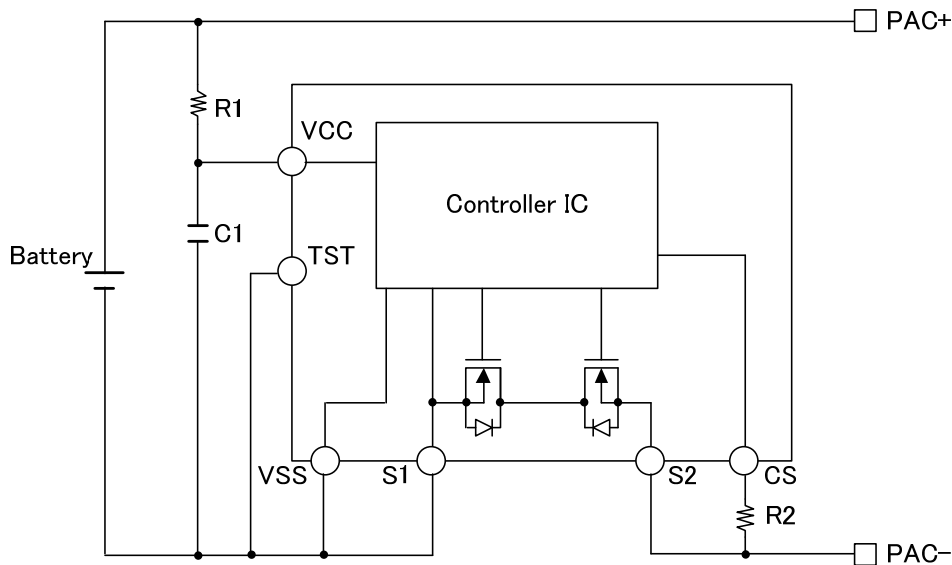 PAC+
R1
VCC
Controller IC
C1
TST
Battery
VSS
S1
S2
CS
R2
PAC-